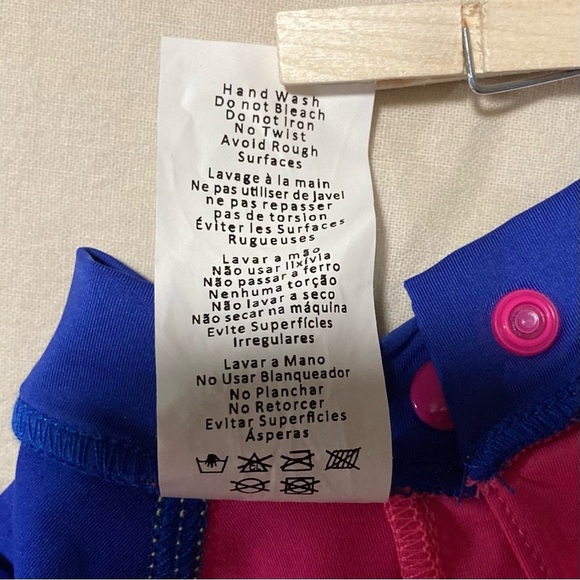 Hand Wash
Do not Bleach
Do not Iron
No Twist
Avoid Rough
Surfaces
Lavage à la main
Ne pas utiliser de javel
ne pas repasser
pas de torsion
Éviter les Surfaces
Rugueuses
Lavar a mão
Não usar lixívia
Não passar a ferro
Nenhuma torção
Não lavar a seco
Não secar na máquina
Evite Superfícies
Irregulares
Lavar a Mano
No Usar Blanqueador
No Planchar
No Retorcer
Evitar Superficies
Ásperas